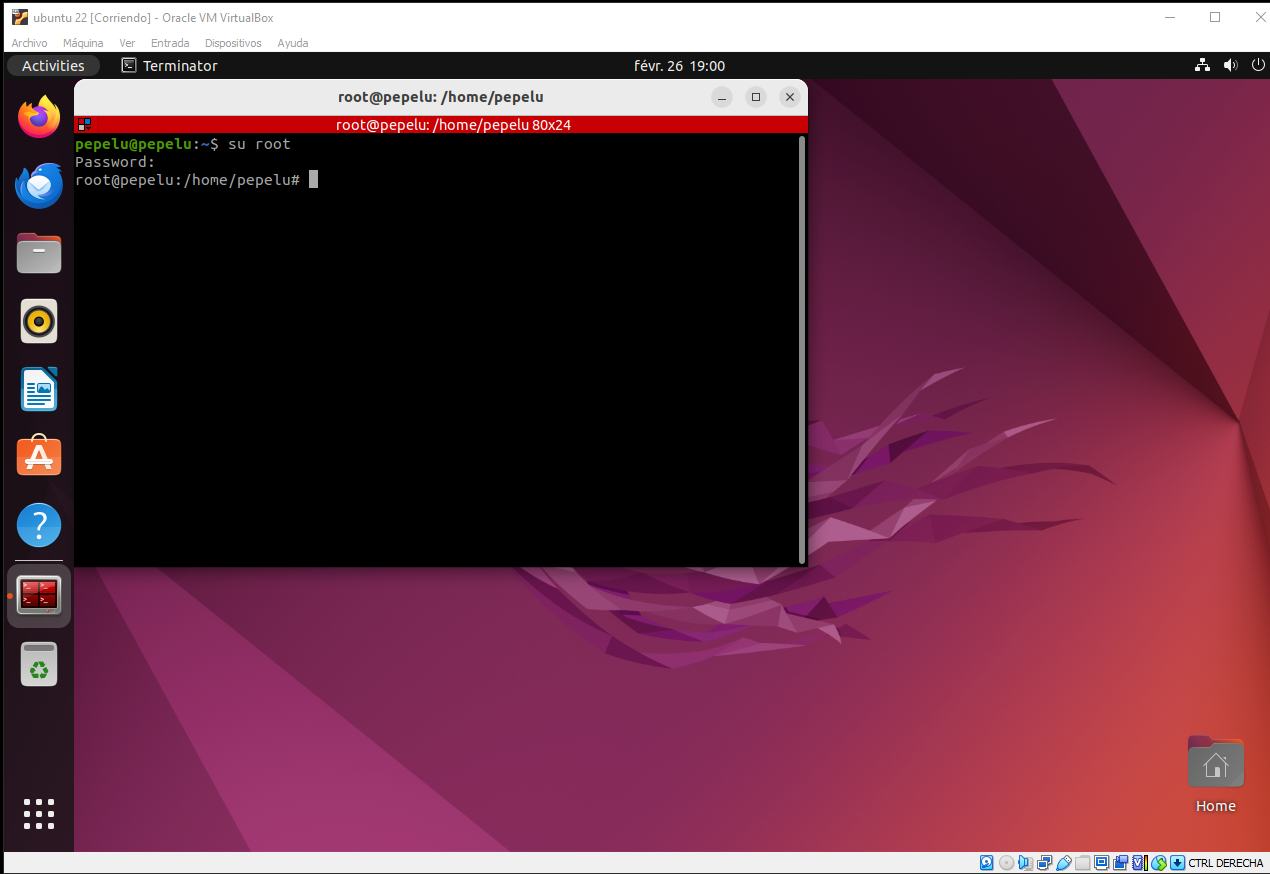 ubuntu 22 [Corriendo] - Oracle VM VirtualBox
Archivo Máquina Ver Entrada Dispositivos Ayuda
Activities Terminator févr. 26 19:00
root@pepelu: /home/pepelu
root@pepelu: /home/pepelu 80x24
pepelu@pepelu:~$ su root
Password:
root@pepelu:/home/pepelu#
Home
CTRL DERECHA